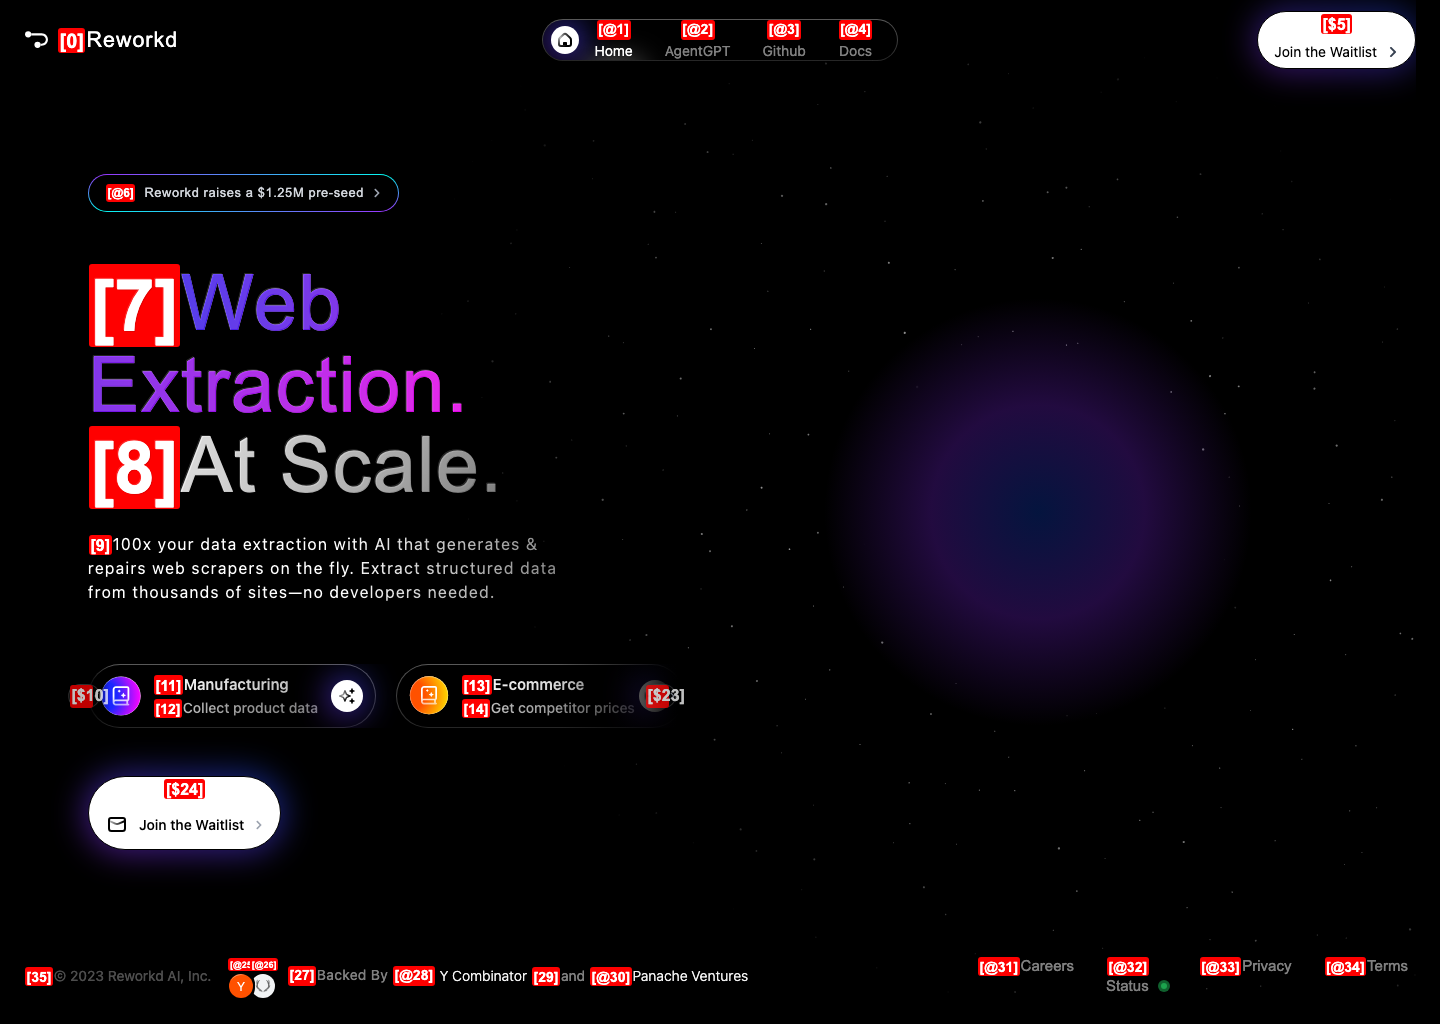 [0] Reworkd
[@1] [@2] [@3] [@4]
Home AgentGPT Github Docs
[$5]
Join the Waitlist
[@6] Reworkd raises a $1.25M pre-seed
[7] Web
Extraction.
[8] At Scale.
[9] 100x your data extraction with AI that generates &
repairs web scrapers on the fly. Extract structured data
from thousands of sites—no developers needed.
[$10]
[11] Manufacturing
[12] Collect product data
[13] E-commerce
[14] Get competitor prices
[$23]
[$24]
Join the Waitlist
[35] © 2023 Reworkd AI, Inc.
[@26]
Y
[27] Backed By [@28] Y Combinator [29] and [@30] Panache Ventures
[@31] Careers
[@32]
Status
[@33] Privacy
[@34] Terms